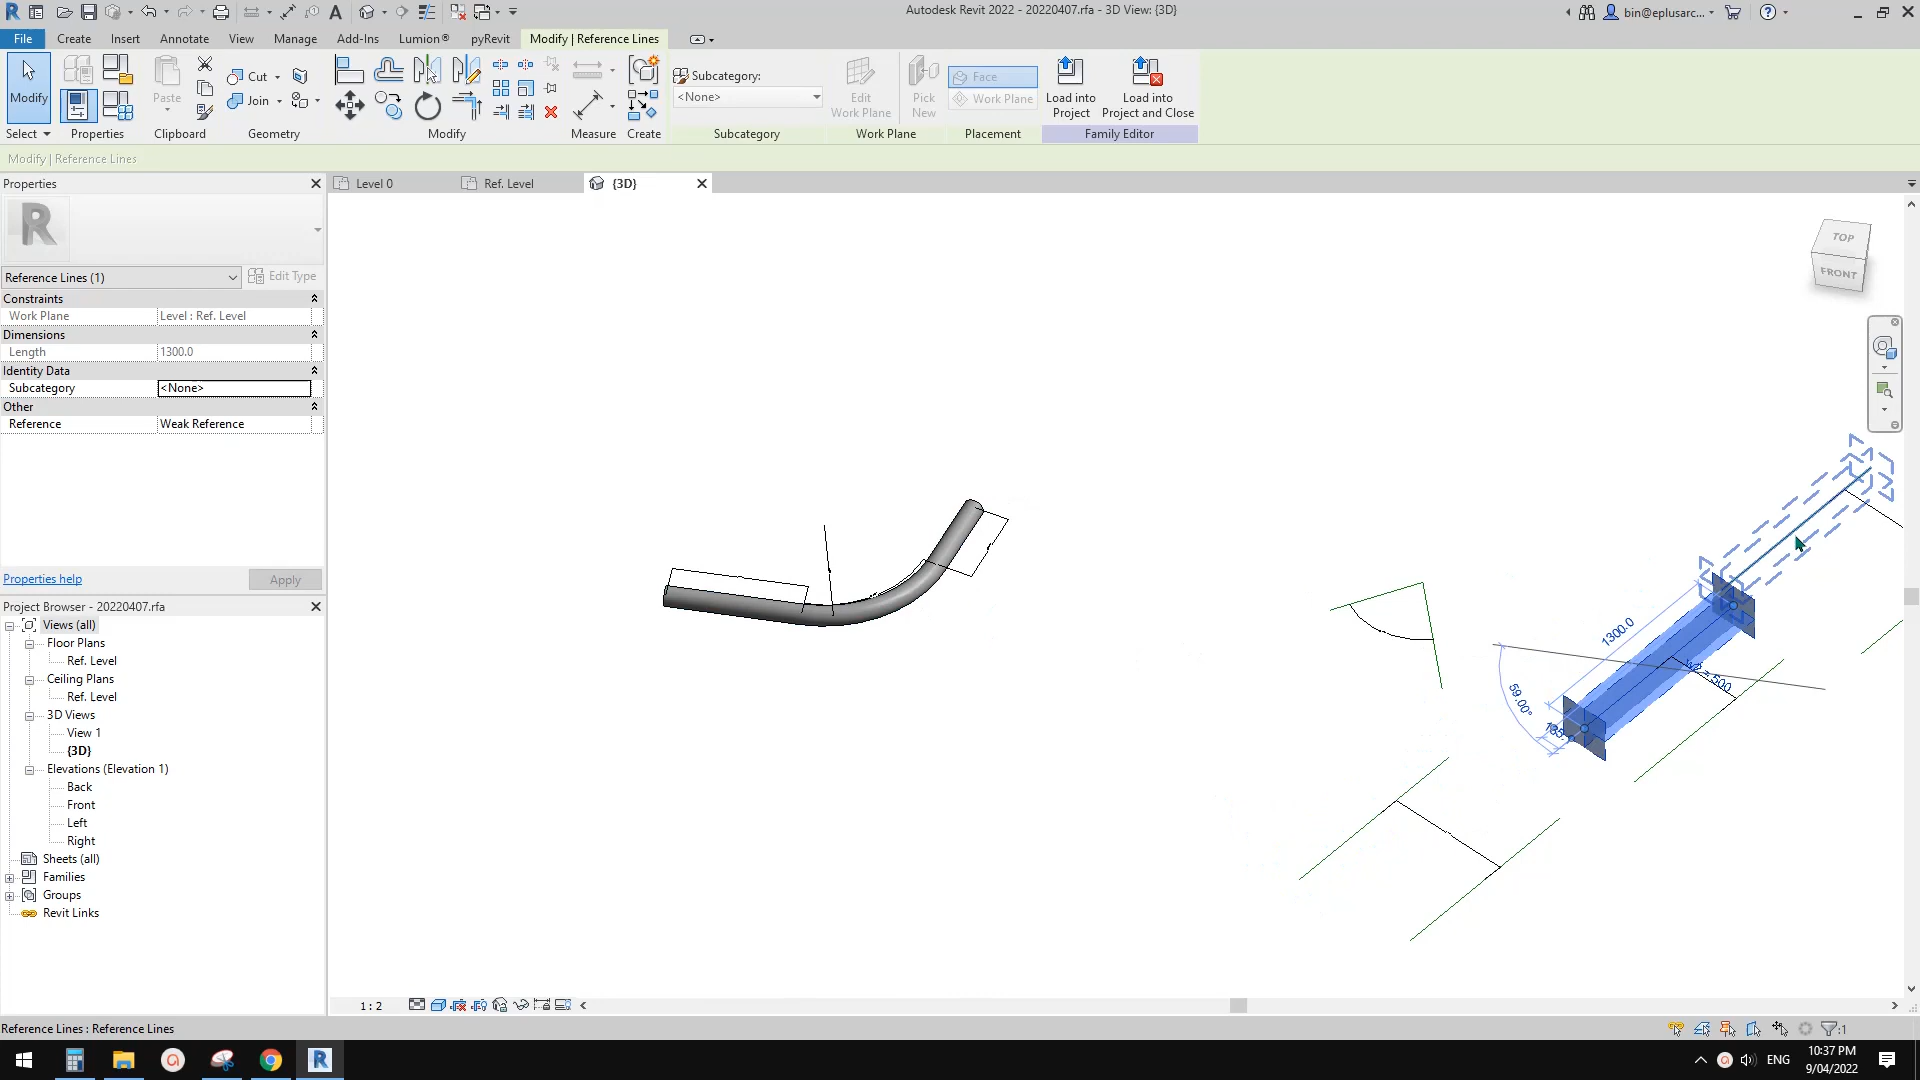 Autodesk Revit 2022 - 20220407.rfa - 3D View: {3D}
bin@eplusarc...
File
Create
Insert
Annotate
View
Manage
Add-Ins
Lumion®
pyRevit
Modify | Reference Lines
Modify
Select
Properties
Paste
Cut
Join
Clipboard
Geometry
Modify
Measure
Create
Subcategory:
<None>
Subcategory
Edit
Work Plane
Work Plane
Pick
New
Face
Work Plane
Placement
Load into
Project
Load into
Project and Close
Family Editor
Modify | Reference Lines
Properties
Reference Lines (1)
Edit Type
Constraints
Work Plane
Level : Ref. Level
Dimensions
Length
1300.0
Identity Data
Subcategory
<None>
Other
Reference
Weak Reference
Properties help
Apply
Project Browser - 20220407.rfa
Views (all)
Floor Plans
Ref. Level
Ceiling Plans
Ref. Level
3D Views
View 1
{3D}
Elevations (Elevation 1)
Back
Front
Left
Right
Sheets (all)
Families
Groups
Revit Links
Level 0
Ref. Level
{3D}
TOP
FRONT
1300.0
59.00°
1:2
Reference Lines : Reference Lines
:1
ENG
10:37 PM
9/04/2022